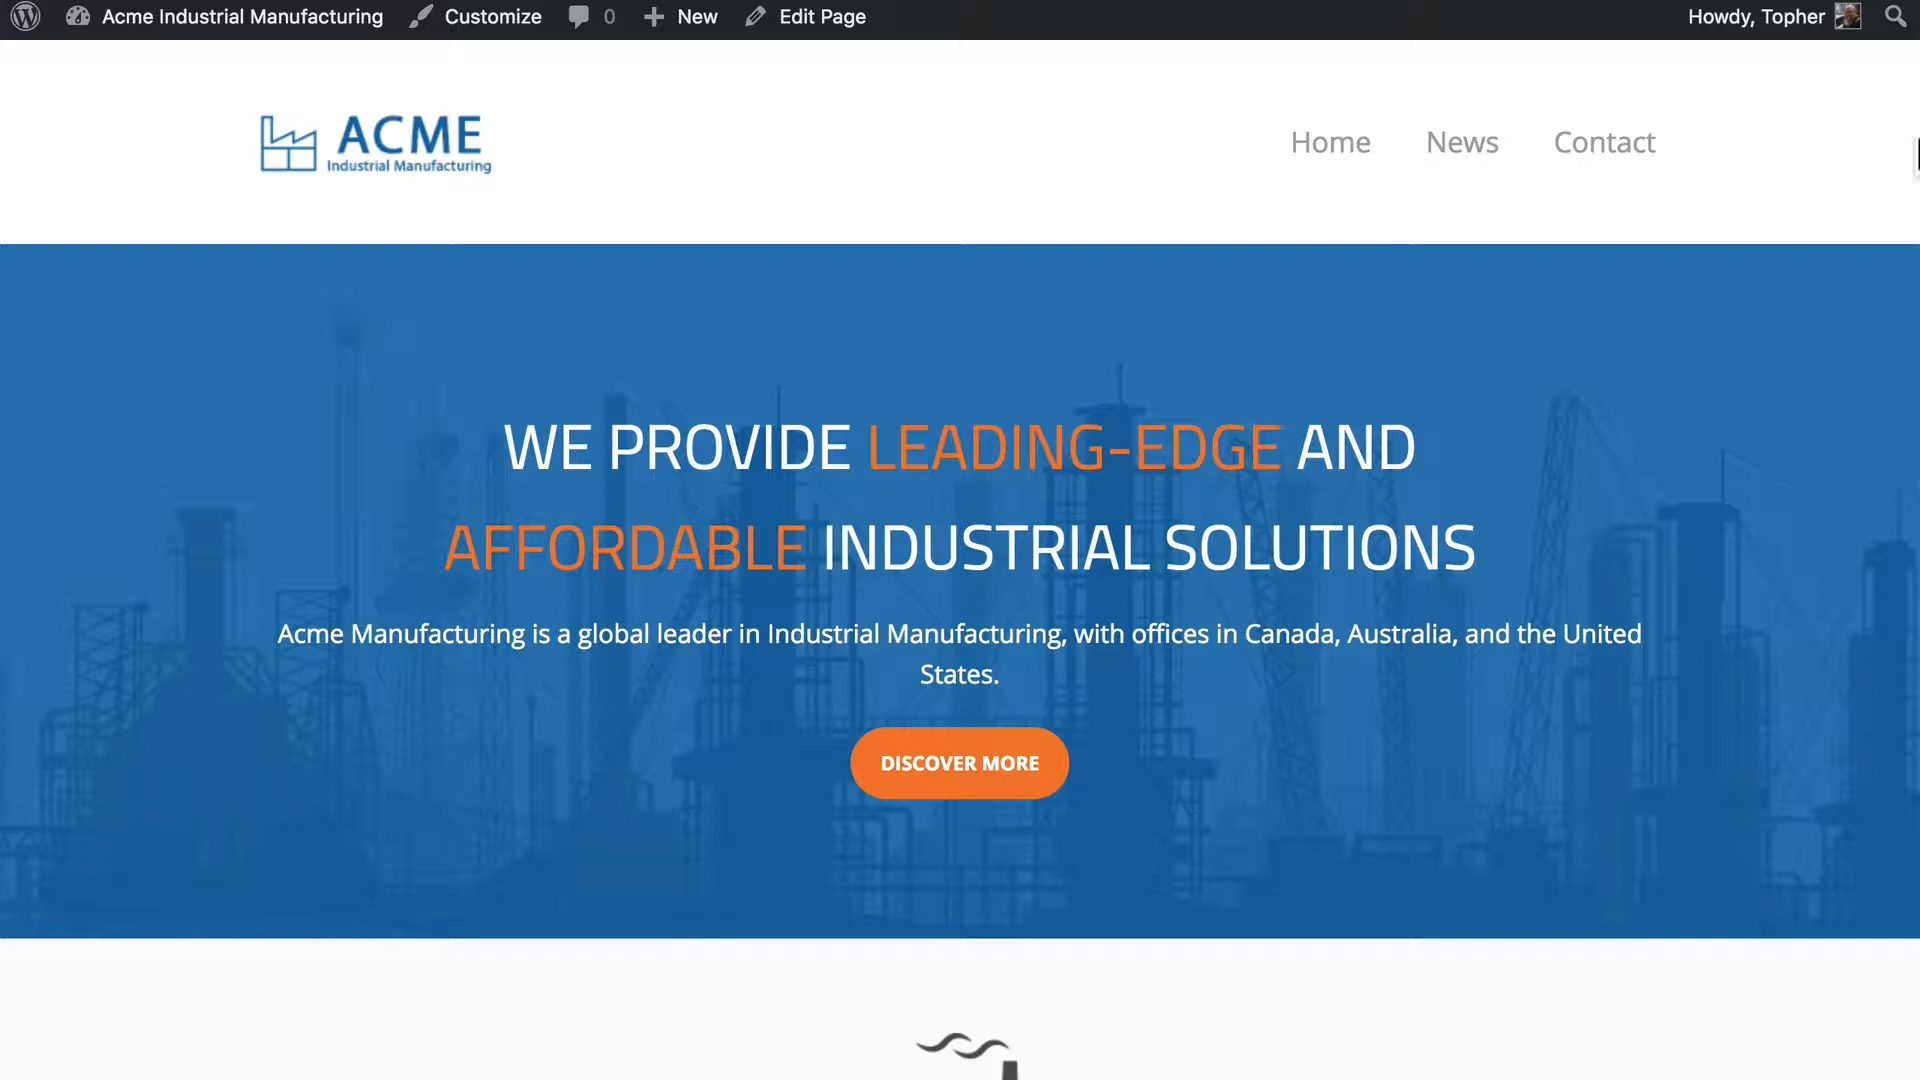 Acme Industrial Manufacturing Customize 0 New Edit Page Howdy, Topher
ACME
Industrial Manufacturing
Home News Contact
WE PROVIDE LEADING-EDGE AND
AFFORDABLE INDUSTRIAL SOLUTIONS
Acme Manufacturing is a global leader in Industrial Manufacturing, with offices in Canada, Australia, and the United
States.
DISCOVER MORE